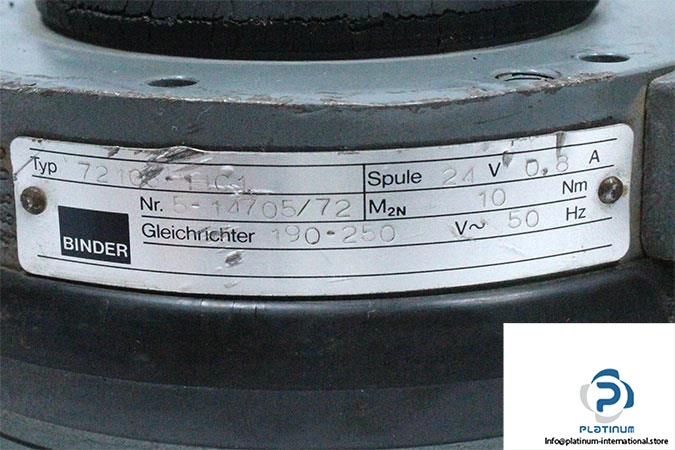 Typ
Spule 24 V 0,8 A
Nr. 5-14705/72
M2N 10 Nm
BINDER
Gleichrichter 190-250 V~ 50 Hz
PLATINUM
Info@platinum-international.store